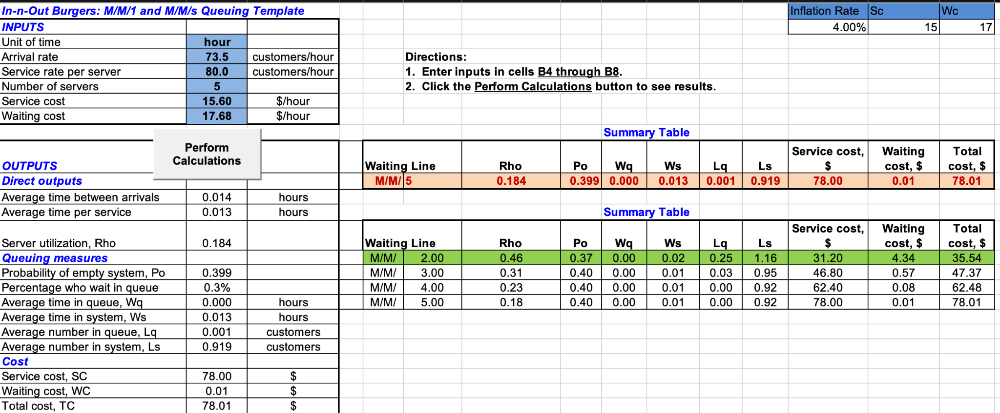 In-n-Out Burgers: M/M/1 and M/M/s Queuing Template Inflation Rate Sc Wc
INPUTS 4.00% 15 17
Unit of time hour
Arrival rate 73.5 customers/hour Directions:
Service rate per server 80.0 customers/hour 1. Enter inputs in cells B4 through B8.
Number of servers 5 2. Click the Perform Calculations button to see results.
Service cost 15.60 $/hour
Waiting cost 17.68 $/hour
Summary Table
Perform
Calculations
Service cost, Waiting Total
OUTPUTS Waiting Line Rho Po Wq Ws Lq Ls $ cost, $ cost, $
Direct outputs M/M/ 5 0.184 0.399 0.000 0.013 0.001 0.919 78.00 0.01 78.01
Average time between arrivals 0.014 hours
Average time per service 0.013 hours Summary Table
Service cost, Waiting Total
Server utilization, Rho 0.184 Waiting Line Rho Po Wq Ws Lq Ls $ cost, $ cost, $
Queuing measures M/M/ 2.00 0.46 0.37 0.00 0.02 0.25 1.16 31.20 4.34 35.54
Probability of empty system, Po 0.399 M/M/ 3.00 0.31 0.40 0.00 0.01 0.03 0.95 46.80 0.57 47.37
Percentage who wait in queue 0.3% M/M/ 4.00 0.23 0.40 0.00 0.01 0.00 0.92 62.40 0.08 62.48
Average time in queue, Wq 0.000 hours M/M/ 5.00 0.18 0.40 0.00 0.01 0.00 0.92 78.00 0.01 78.01
Average time in system, Ws 0.013 hours
Average number in queue, Lq 0.001 customers
Average number in system, Ls 0.919 customers
Cost
Service cost, SC 78.00 $
Waiting cost, WC 0.01 $
Total cost, TC 78.01 $